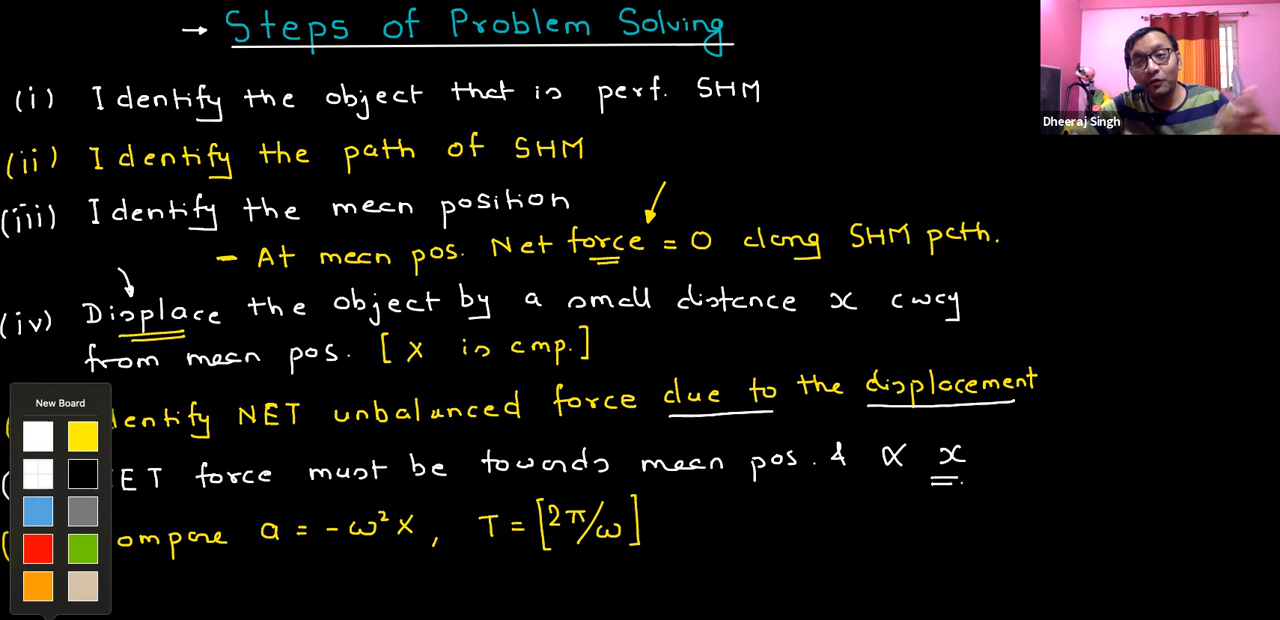 → Steps of Problem Solving
Dheeraj Singh
(i) Identify the object that is perf. SHM
(ii) Identify the path of SHM
(iii) Identify the mean position
- At mean pos. Net force = 0 along SHM path.
(iv) Displace the object by a small distance x away
from mean pos. [x is amp.]
New Board
dentify NET unbalanced force due to the displacement
ET force must be towards mean pos. & ∝ x
ompare a = -ω²x, T = [2π/ω]